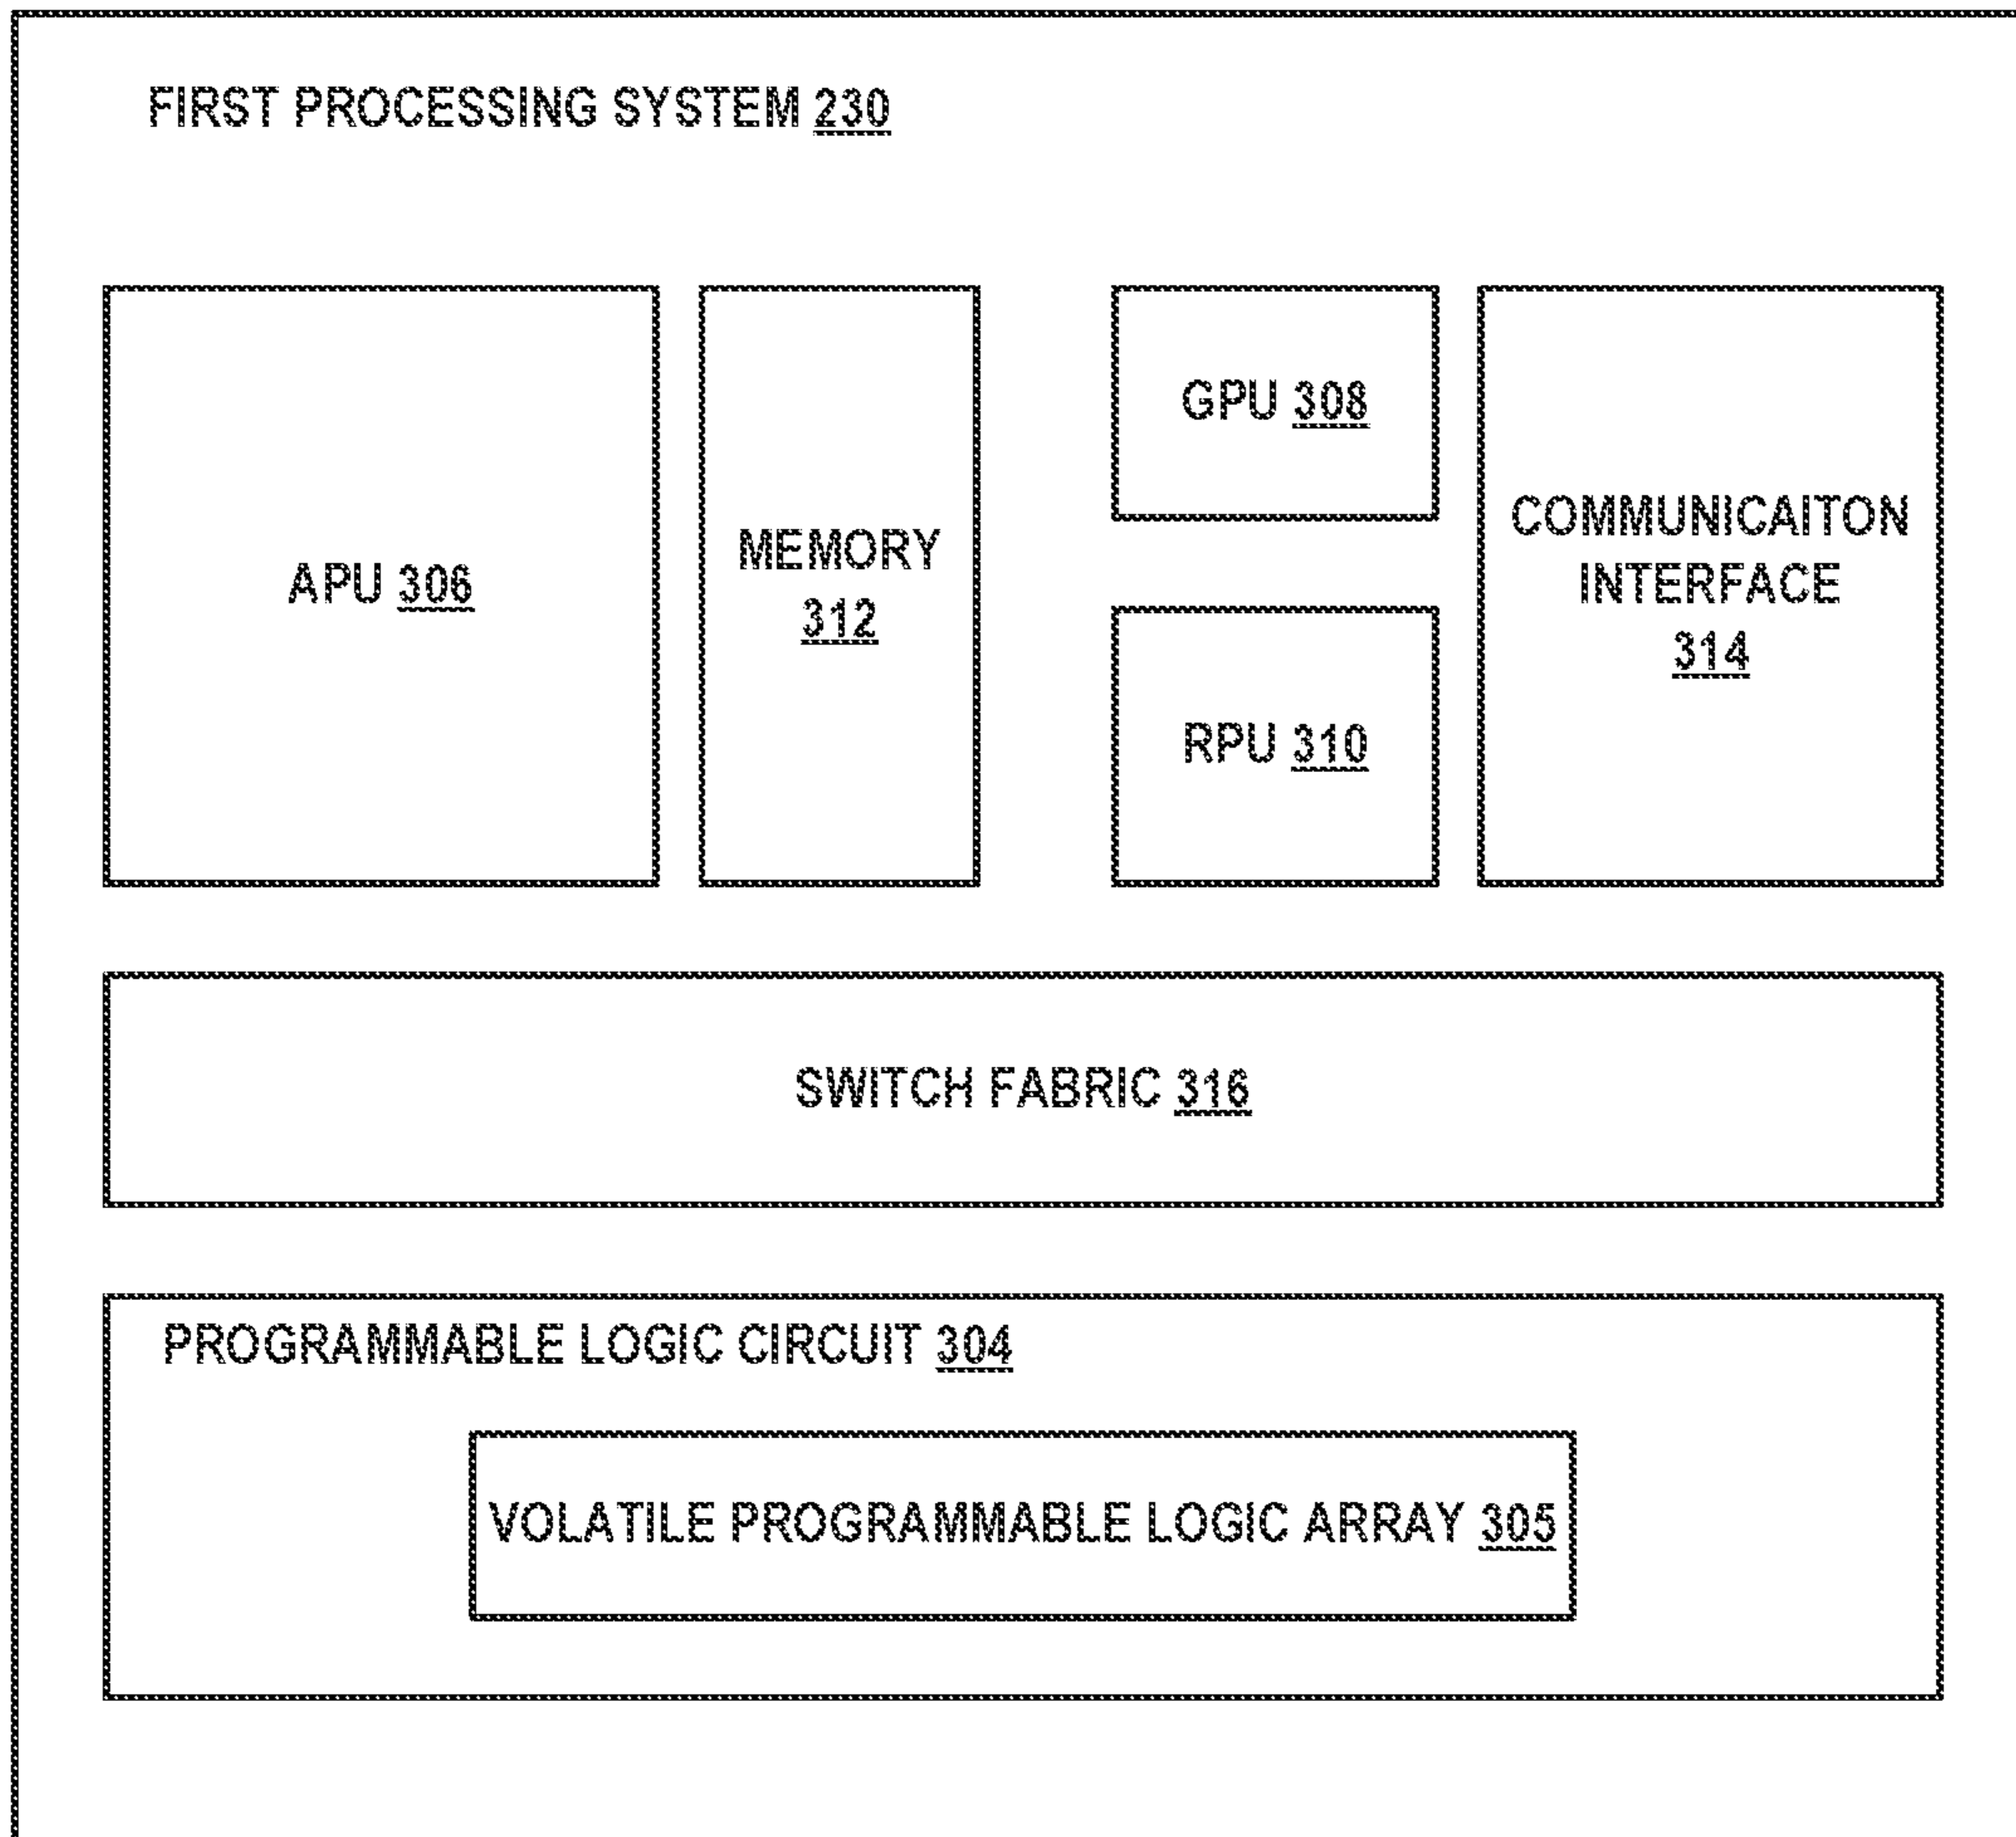 FIRST PROCESSING SYSTEM 230
APU 306
MEMORY
312
GPU 308
RPU 310
COMMUNICAITON
INTERFACE
314
SWITCH FABRIC 316
PROGRAMMABLE LOGIC CIRCUIT 304
VOLATILE PROGRAMMABLE LOGIC ARRAY 305